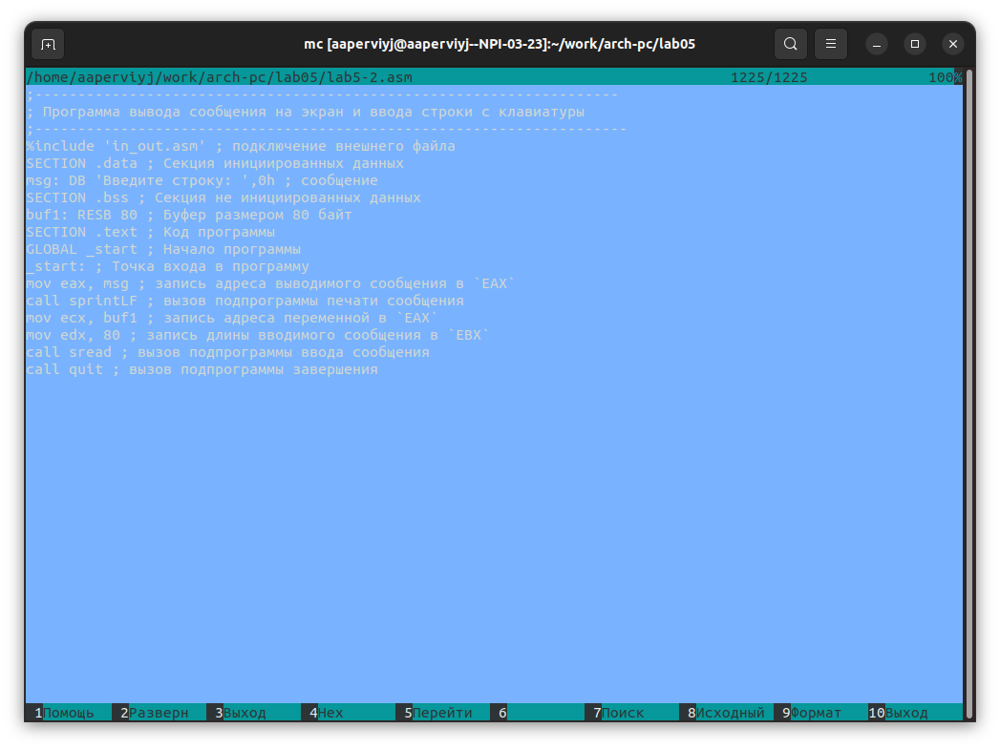 mc [aaperviyj@aaperviyj--NPI-03-23]:~/work/arch-pc/lab05
/home/aaperviyj/work/arch-pc/lab05/lab5-2.asm 1225/1225 100%
;--------------------------------------------------------------------
; Программа вывода сообщения на экран и ввода строки с клавиатуры
;---------------------------------------------------------------------
%include 'in_out.asm' ; подключение внешнего файла
SECTION .data ; Секция инициированных данных
msg: DB 'Введите строку: ',0h ; сообщение
SECTION .bss ; Секция не инициированных данных
buf1: RESB 80 ; Буфер размером 80 байт
SECTION .text ; Код программы
GLOBAL _start ; Начало программы
_start: ; Точка входа в программу
mov eax, msg ; запись адреса выводимого сообщения в `EAX`
call sprintLF ; вызов подпрограммы печати сообщения
mov ecx, buf1 ; запись адреса переменной в `EAX`
mov edx, 80 ; запись длины вводимого сообщения в `EBX`
call sread ; вызов подпрограммы ввода сообщения
call quit ; вызов подпрограммы завершения
1Помощь 2Разверн 3Выход 4Hex 5Перейти 6 7Поиск 8Исходный 9Формат 10Выход